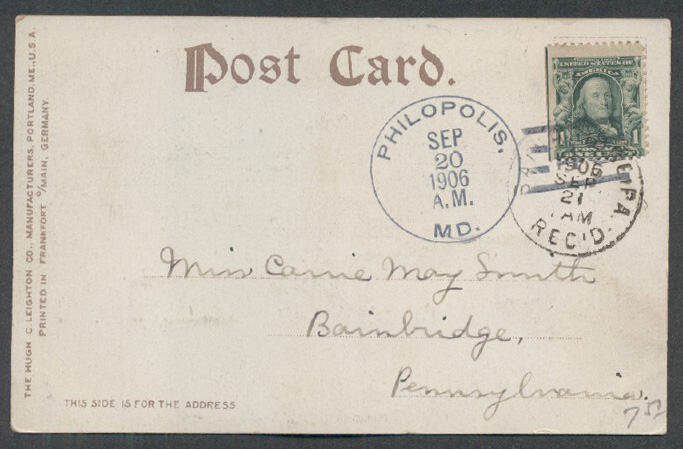 Post Card.
THE HUGH C. LEIGHTON CO., MANUFACTURERS, PORTLAND, ME., U.S.A.
PRINTED IN FRANKFORT O/MAIN, GERMANY.
UNITED STATES OF
AMERICA
PHILOPOLIS,
SEP
20
1906
A.M.
MD.
PA.
1906
SEP
21
AM
REC'D.
Miss Carrie May Smith
Bainbridge,
Pennsylvania.
THIS SIDE IS FOR THE ADDRESS